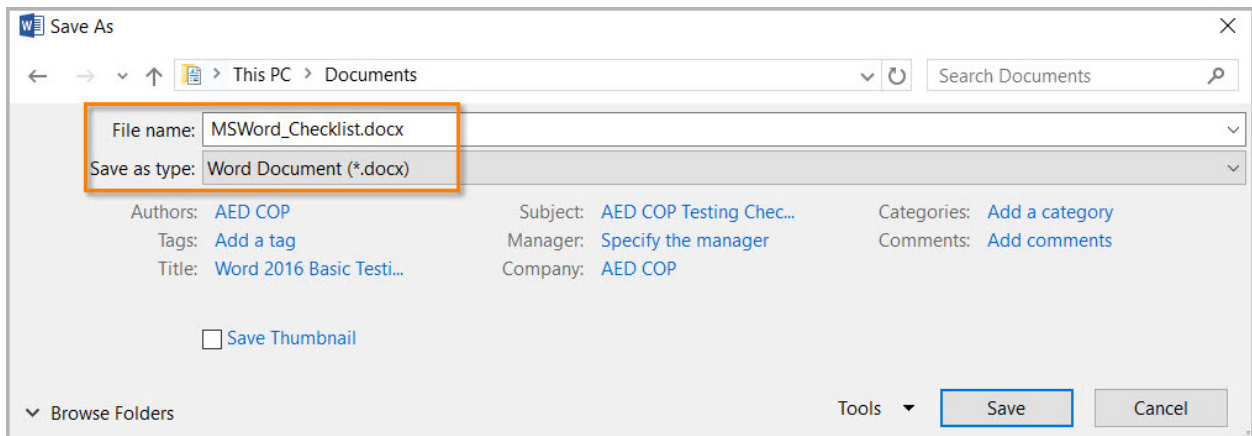 Save As
This PC > Documents
Search Documents
File name: MSWord_Checklist.docx
Save as type: Word Document (*.docx)
Authors: AED COP Subject: AED COP Testing Chec... Categories: Add a category
Tags: Add a tag Manager: Specify the manager Comments: Add comments
Title: Word 2016 Basic Testi... Company: AED COP
Save Thumbnail
Browse Folders Tools Save Cancel